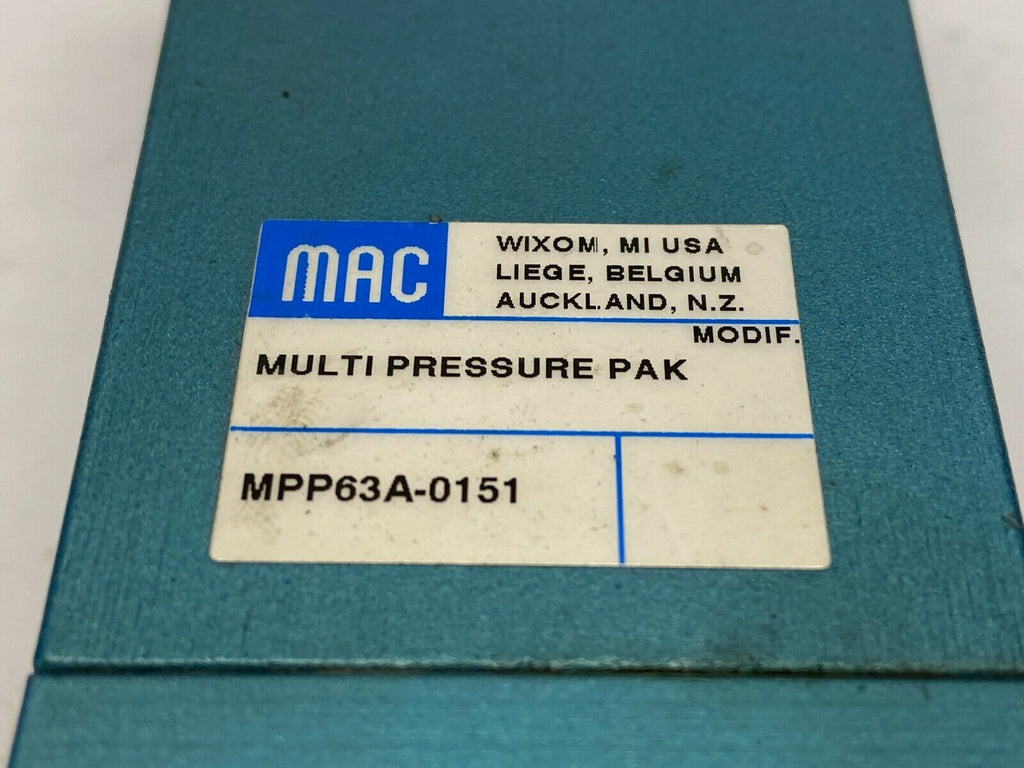 MAC
WIXOM, MI USA
LIEGE, BELGIUM
AUCKLAND, N.Z.
MODIF.
MULTI PRESSURE PAK
MPP63A-0151